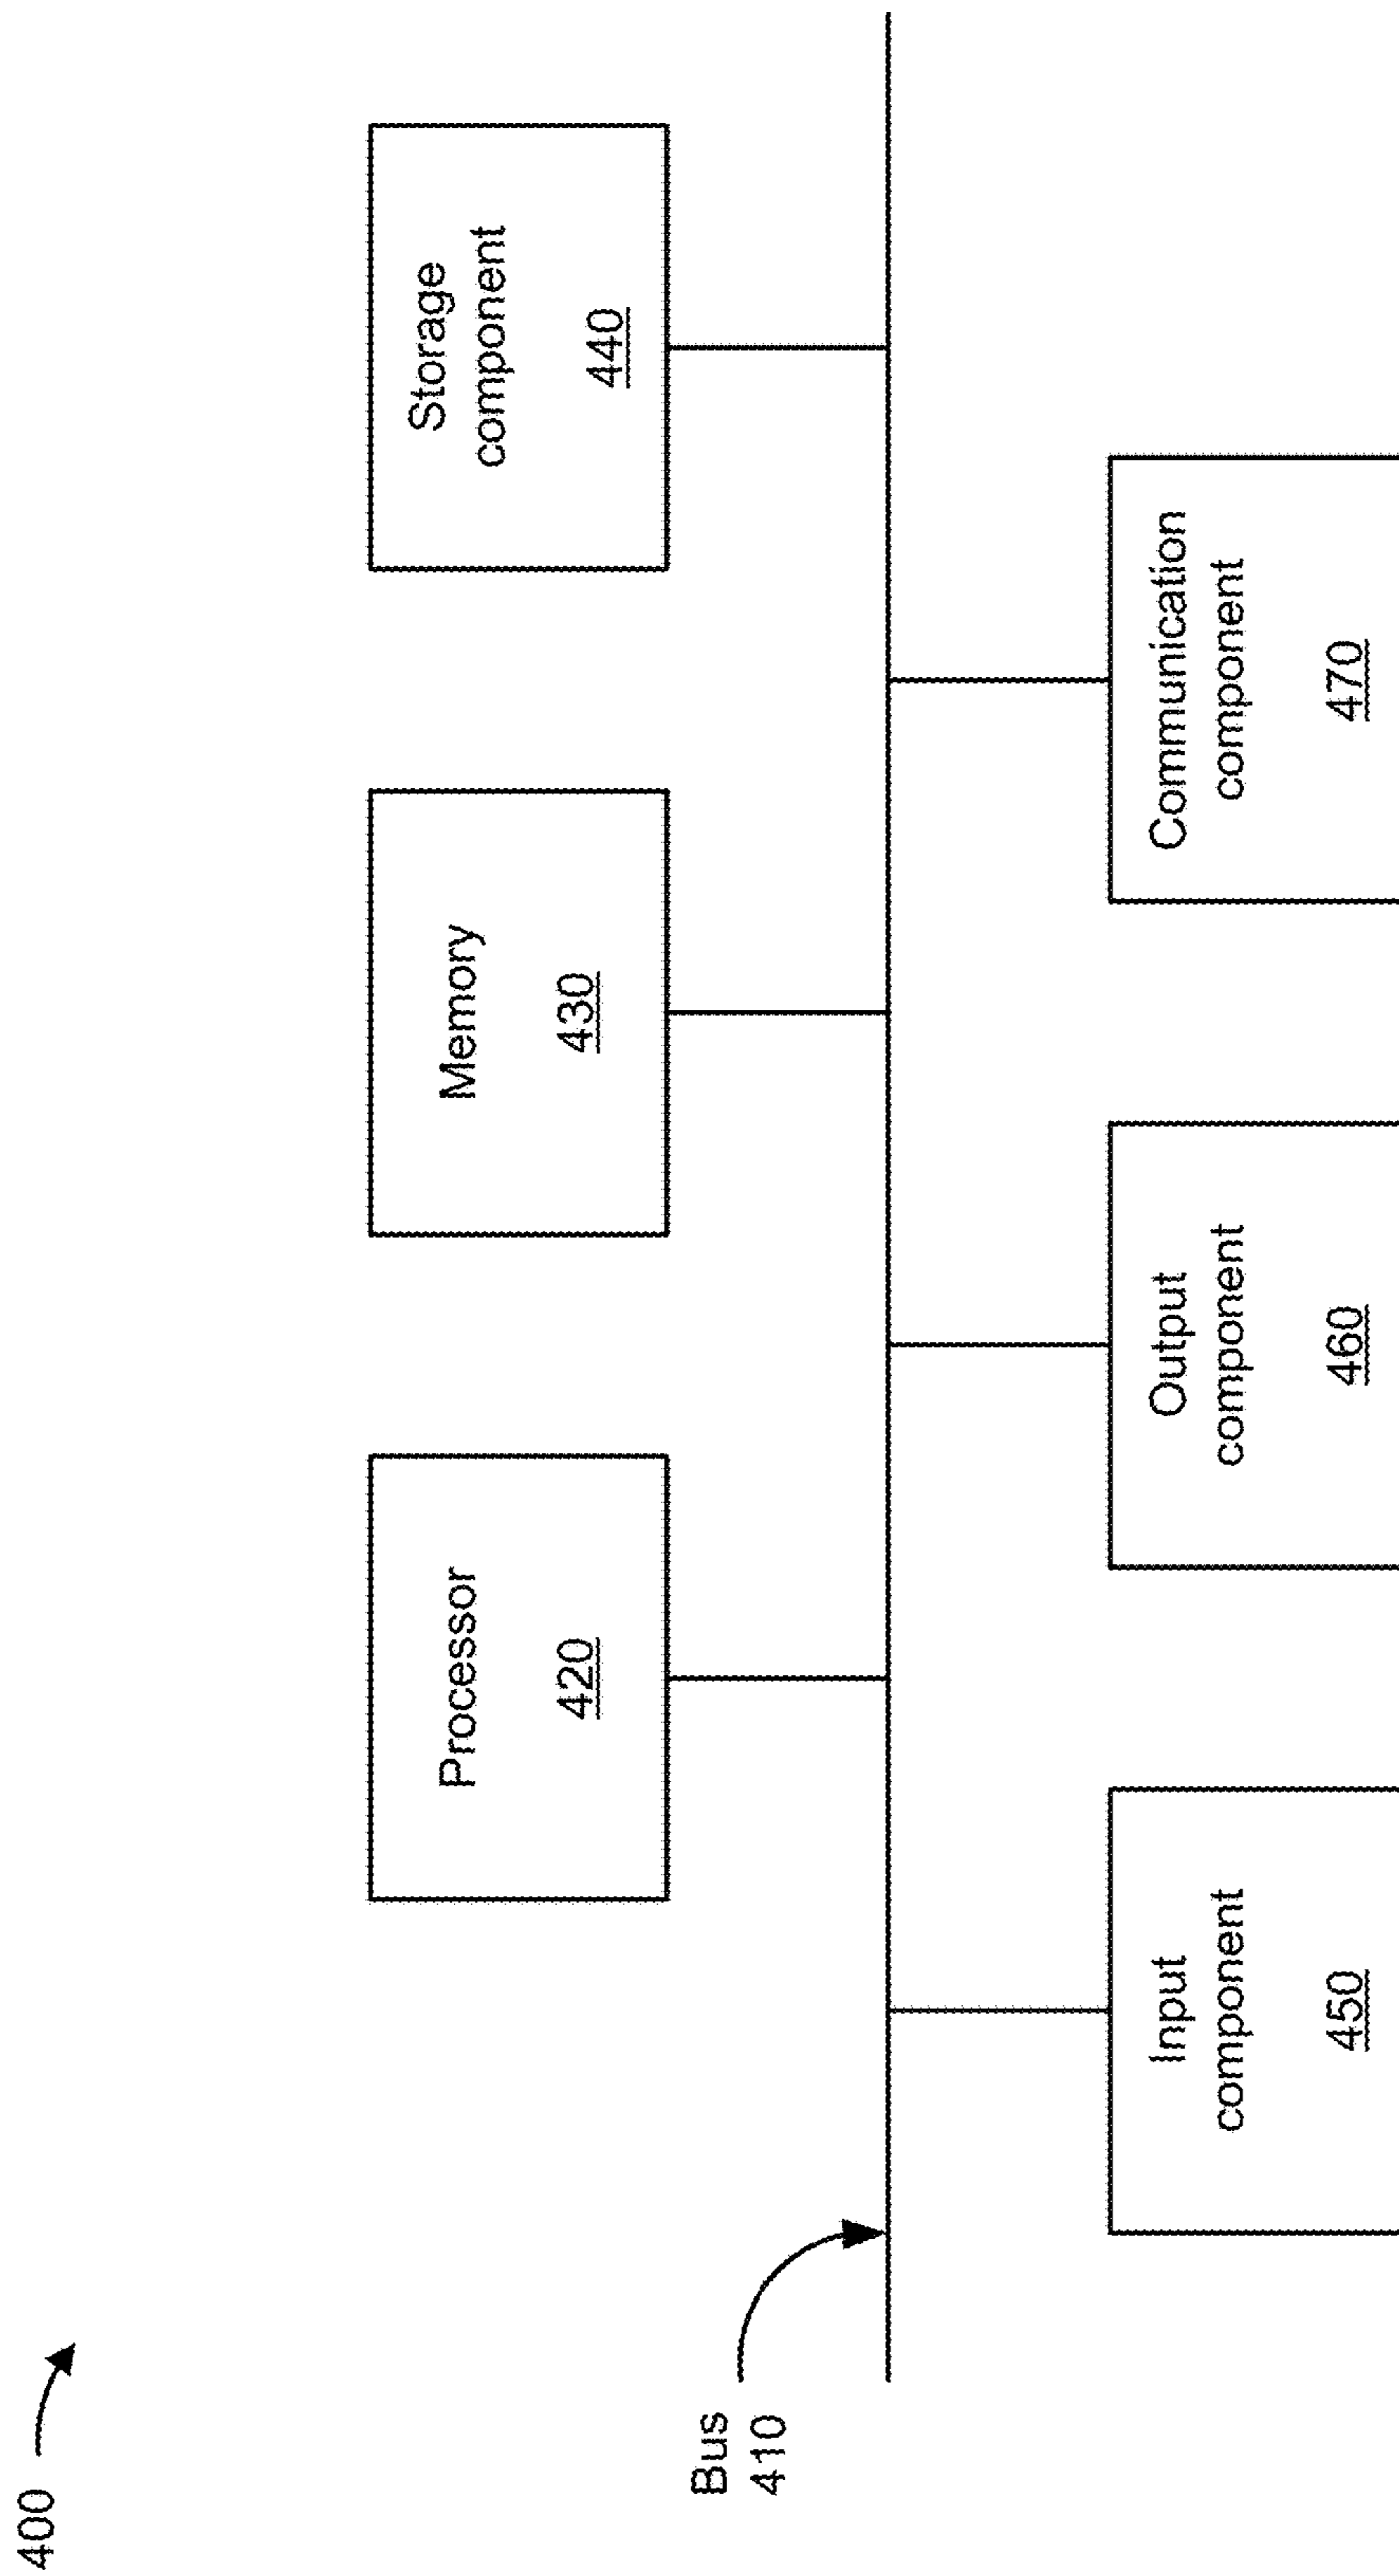 400
Processor
420
Memory
430
Storage
component
440
Bus
410
Input
component
450
Output
component
460
Communication
component
470